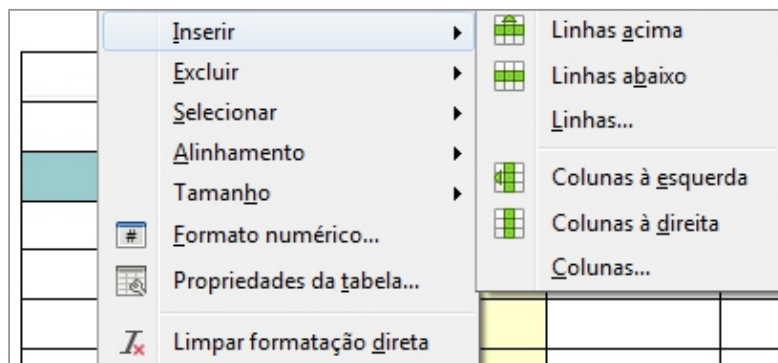 Inserir
Excluir
Selecionar
Alinhamento
Tamanho
Formato numérico...
Propriedades da tabela...
Limpar formatação direta
Linhas acima
Linhas abaixo
Linhas...
Colunas à esquerda
Colunas à direita
Colunas...